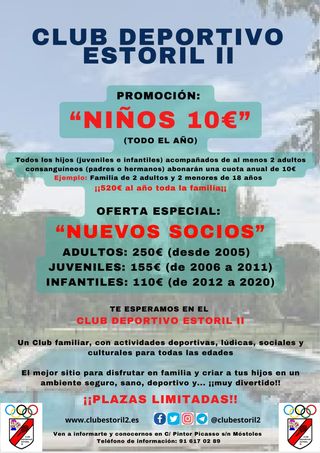 CLUB DEPORTIVO
ESTORIL II
PROMOCIÓN:
“NIÑOS 10€”
(TODO EL AÑO)
Todos los hijos (juveniles e infantiles) acompañados de al menos 2 adultos
consanguineos (padres o hermanos) abonarán una cuota anual de 10€
Ejemplo: Familia de 2 adultos y 2 menores de 18 años
¡¡520€ al año toda la familia¡¡
OFERTA ESPECIAL:
“NUEVOS SOCIOS”
ADULTOS: 250€ (desde 2005)
JUVENILES: 155€ (de 2006 a 2011)
INFANTILES: 110€ (de 2012 a 2020)
TE ESPERAMOS EN EL
CLUB DEPORTIVO ESTORIL II
Un Club familiar, con actividades deportivas, lúdicas, sociales y
culturales para todas las edades
El mejor sitio para disfrutar en familia y criar a tus hijos en un
ambiente seguro, sano, deportivo y... ¡¡muy divertido!!
¡¡PLAZAS LIMITADAS!!
www.clubestoril2.es @clubestoril2
Ven a informarte y conocernos en C/ Pintor Picasso s/n Móstoles
Teléfono de información: 91 617 02 89